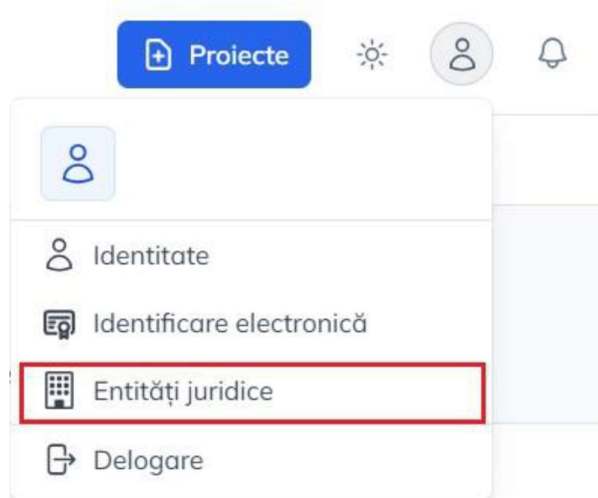 Proiecte
Identitate
Identificare electronică
Entități juridice
Delogare